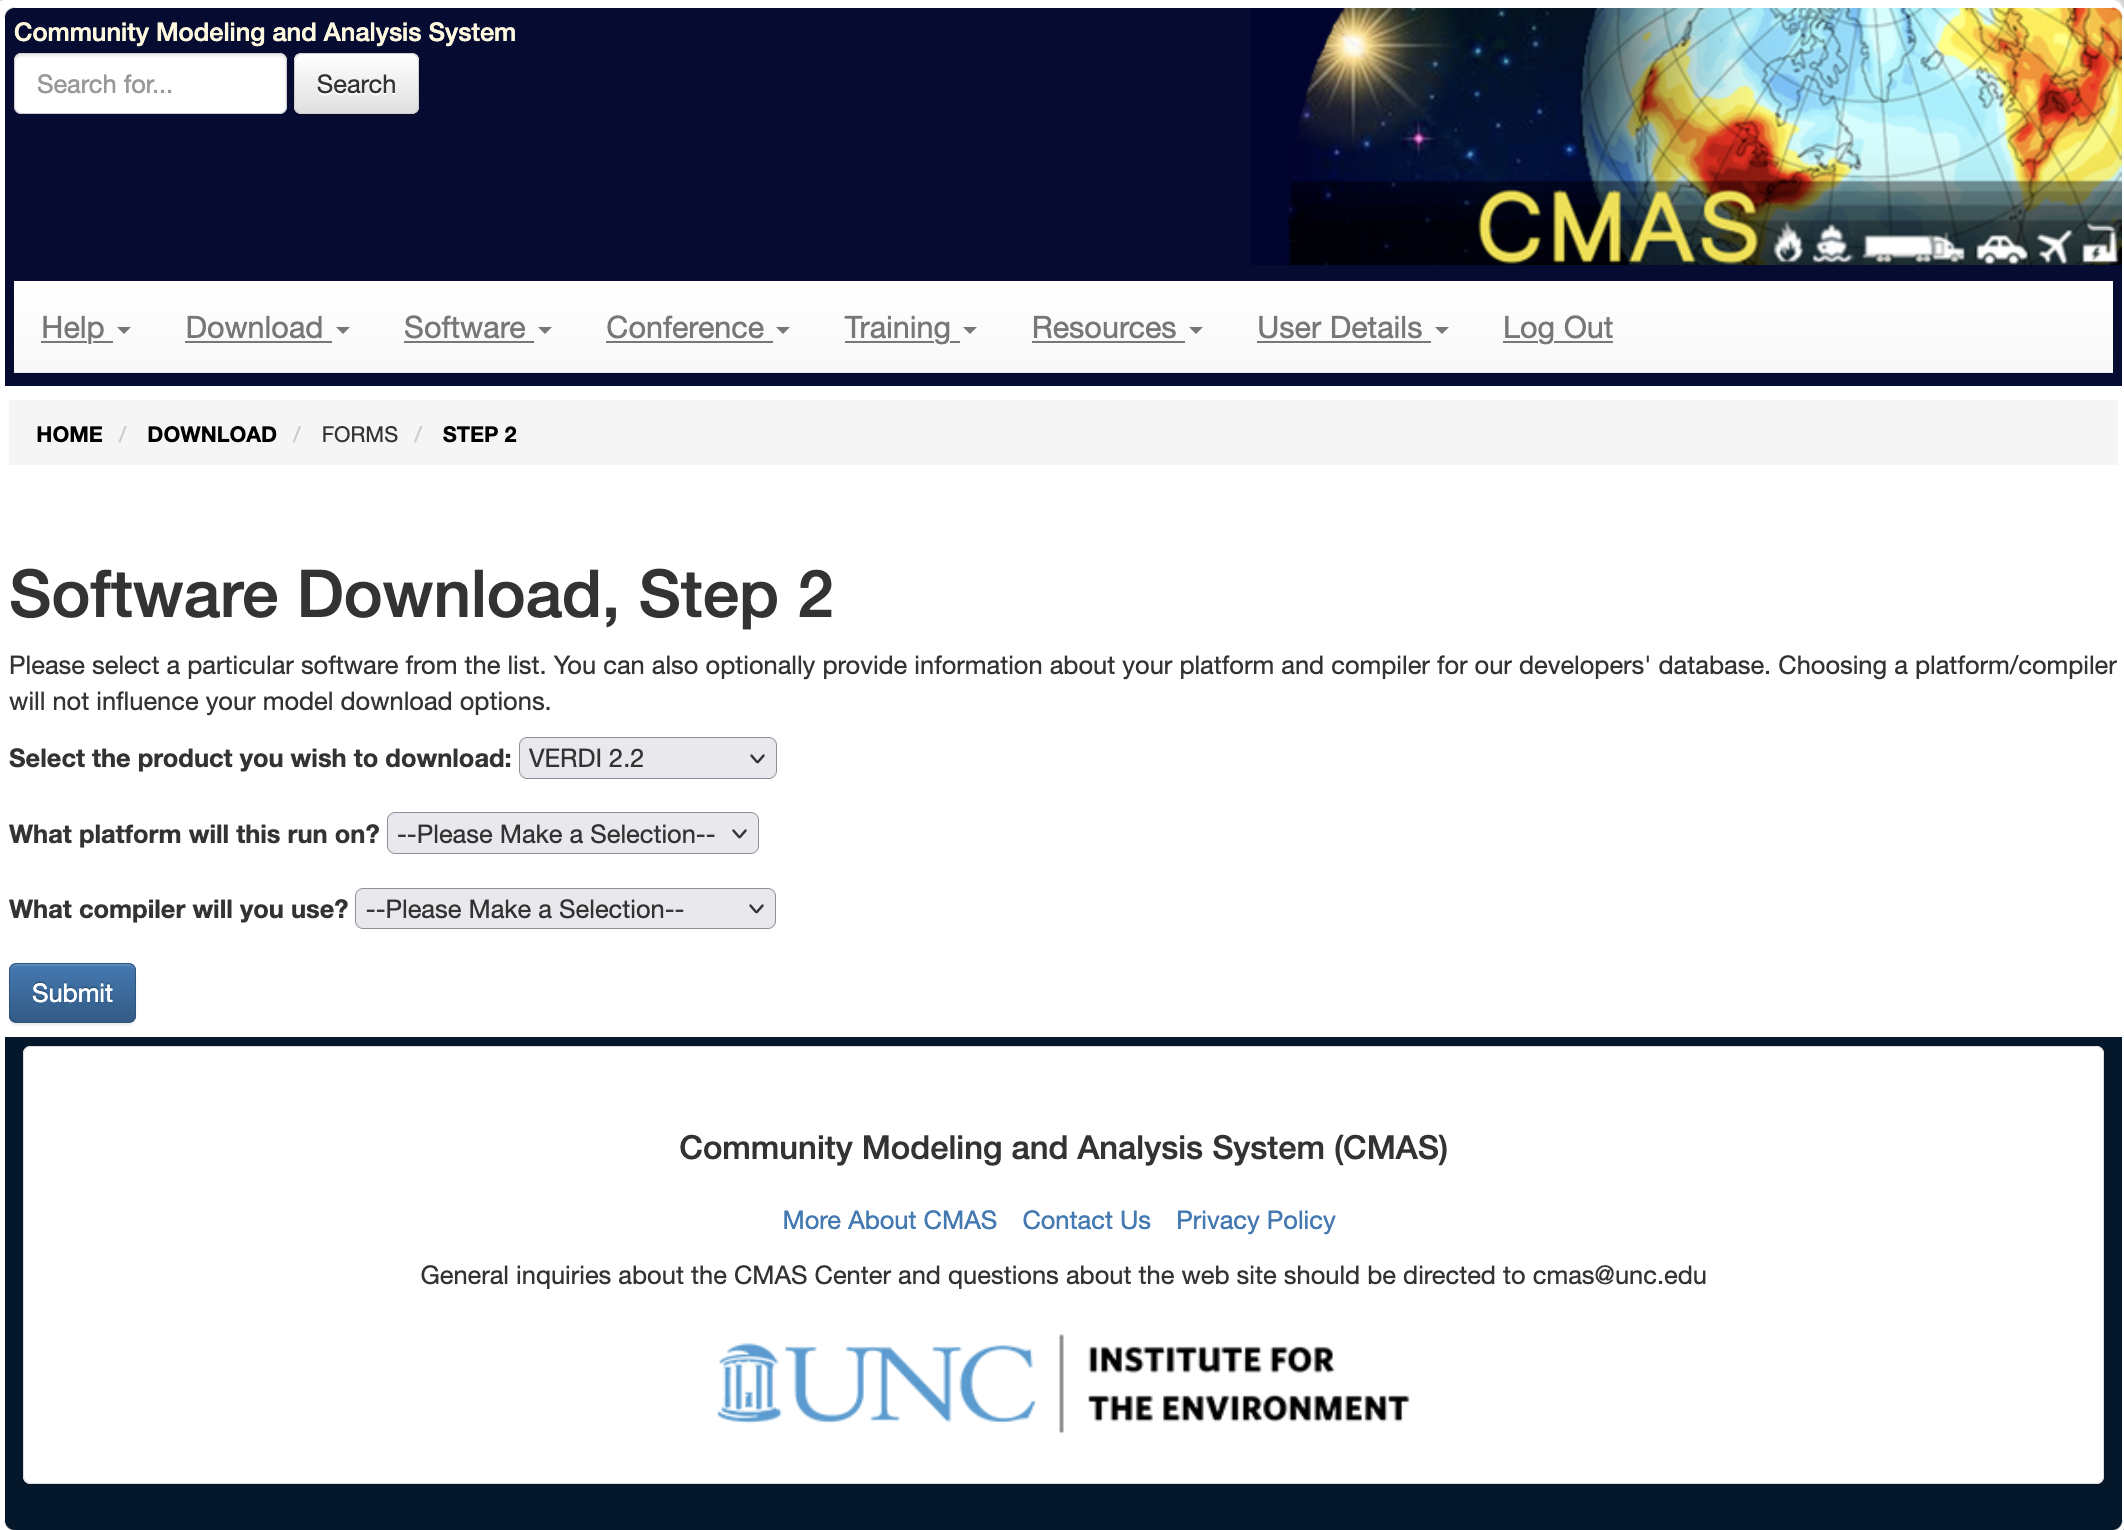 Community Modeling and Analysis System
Search for...
Search
CMAS
Help
Download
Software
Conference
Training
Resources
User Details
Log Out
HOME / DOWNLOAD / FORMS / STEP 2
Software Download, Step 2
Please select a particular software from the list. You can also optionally provide information about your platform and compiler for our developers' database. Choosing a platform/compiler
will not influence your model download options.
Select the product you wish to download: VERDI 2.2
What platform will this run on? --Please Make a Selection--
What compiler will you use? --Please Make a Selection--
Submit
Community Modeling and Analysis System (CMAS)
More About CMAS Contact Us Privacy Policy
General inquiries about the CMAS Center and questions about the web site should be directed to cmas@unc.edu
UNC
INSTITUTE FOR
THE ENVIRONMENT